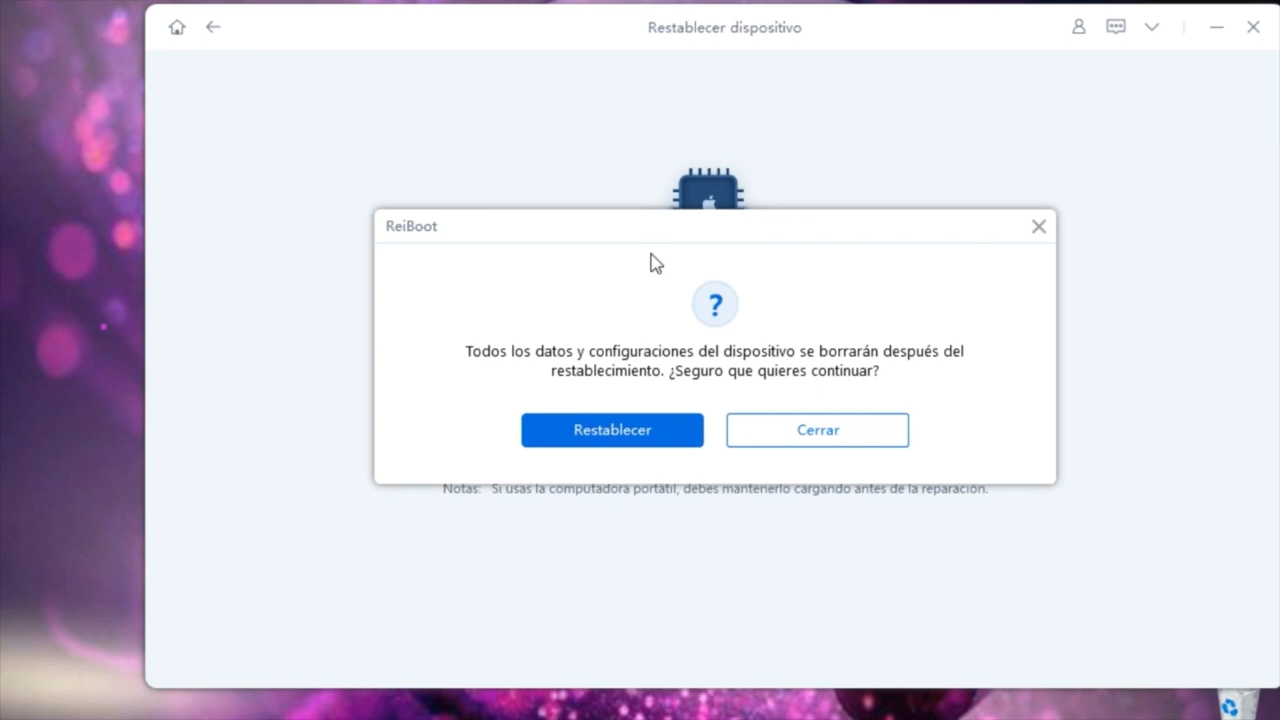 Restablecer dispositivo
ReiBoot
?
Todos los datos y configuraciones del dispositivo se borrarán después del
restablecimiento. ¿Seguro que quieres continuar?
Restablecer
Cerrar
Notas: Si usas la computadora portátil, debes mantenerlo cargando antes de la reparación.